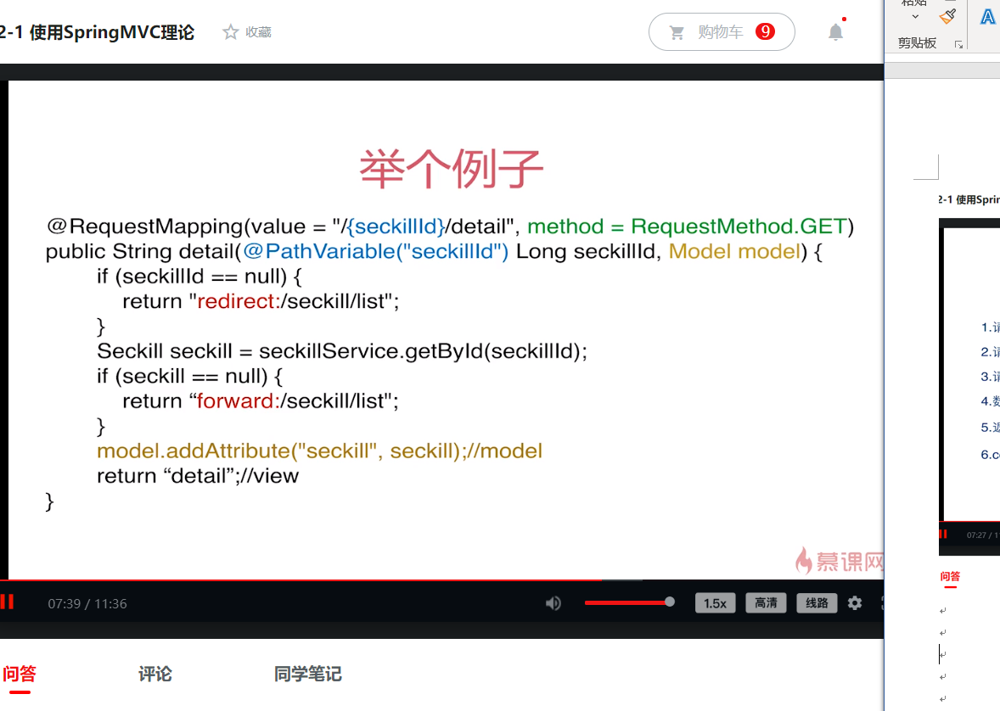 2-1 使用SpringMVC理论
收藏
购物车 9
举个例子
@RequestMapping(value = "/{seckillId}/detail", method = RequestMethod.GET)
public String detail(@PathVariable("seckillId") Long seckillId, Model model) {
if (seckillId == null) {
return "redirect:/seckill/list";
}
Seckill seckill = seckillService.getById(seckillId);
if (seckill == null) {
return “forward:/seckill/list";
}
model.addAttribute("seckill", seckill);//model
return “detail”;//view
}
慕课网
07:39 / 11:36
1.5x 高清 线路
问答 评论 同学笔记
粘贴
A
剪贴板
2-1 使用Sprin
1.请
2.请
3.请
4.数
5.返
6.c
07:27 / 1
问答